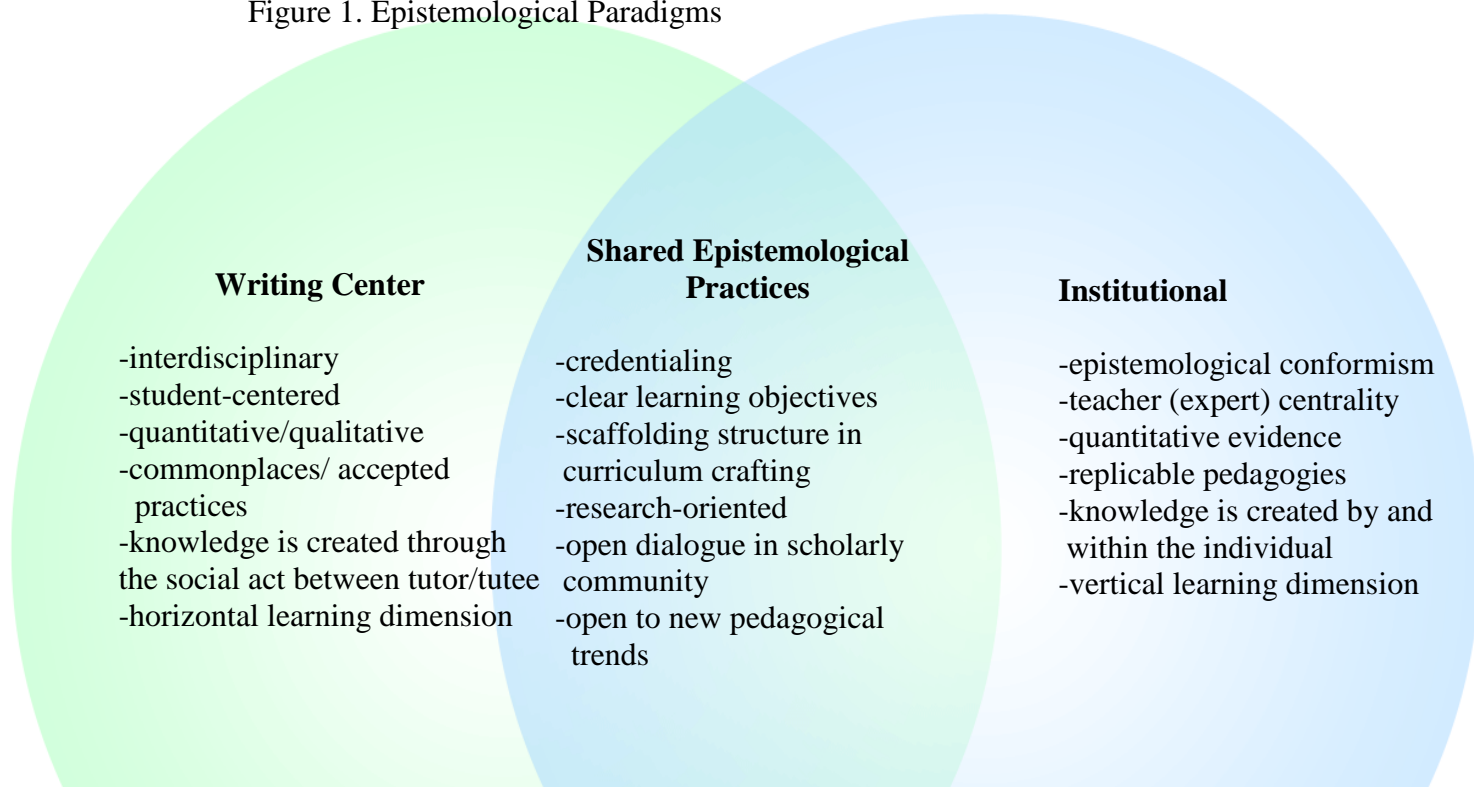 Figure 1. Epistemological Paradigms
Writing Center
-interdisciplinary
-student-centered
-quantitative/qualitative
-commonplaces/ accepted
practices
-knowledge is created through
the social act between tutor/tutee
-horizontal learning dimension
Shared Epistemological
Practices
-credentialing
-clear learning objectives
-scaffolding structure in
curriculum crafting
-research-oriented
-open dialogue in scholarly
community
-open to new pedagogical
trends
Institutional
-epistemological conformism
-teacher (expert) centrality
-quantitative evidence
-replicable pedagogies
-knowledge is created by and
within the individual
-vertical learning dimension